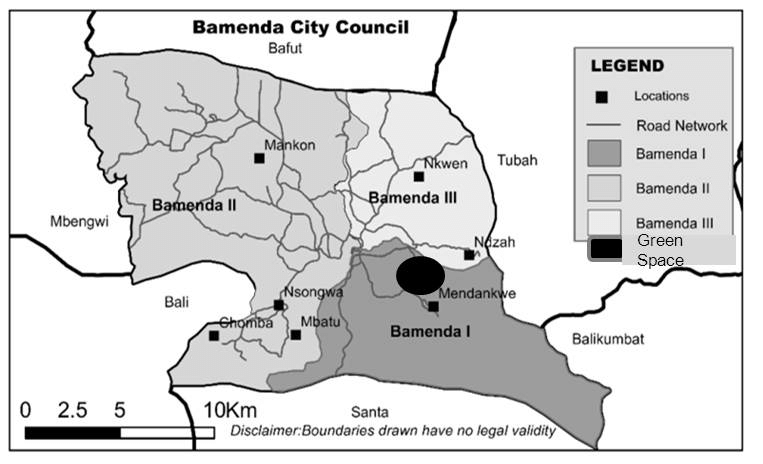 Bamenda City Council
Bafut
LEGEND
Locations
Road Network
Bamenda I
Bamenda II
Bamenda III
Green
Space
Mankon
Nkwen
Tubah
Bamenda II
Bamenda III
Mbengwi
Ndzah
Bali
Nsongwa
Mendankwe
Chomba
Mbatu
Bamenda I
Balikumbat
0 2.5 5 10Km
Santa
Disclaimer:Boundaries drawn have no legal validity